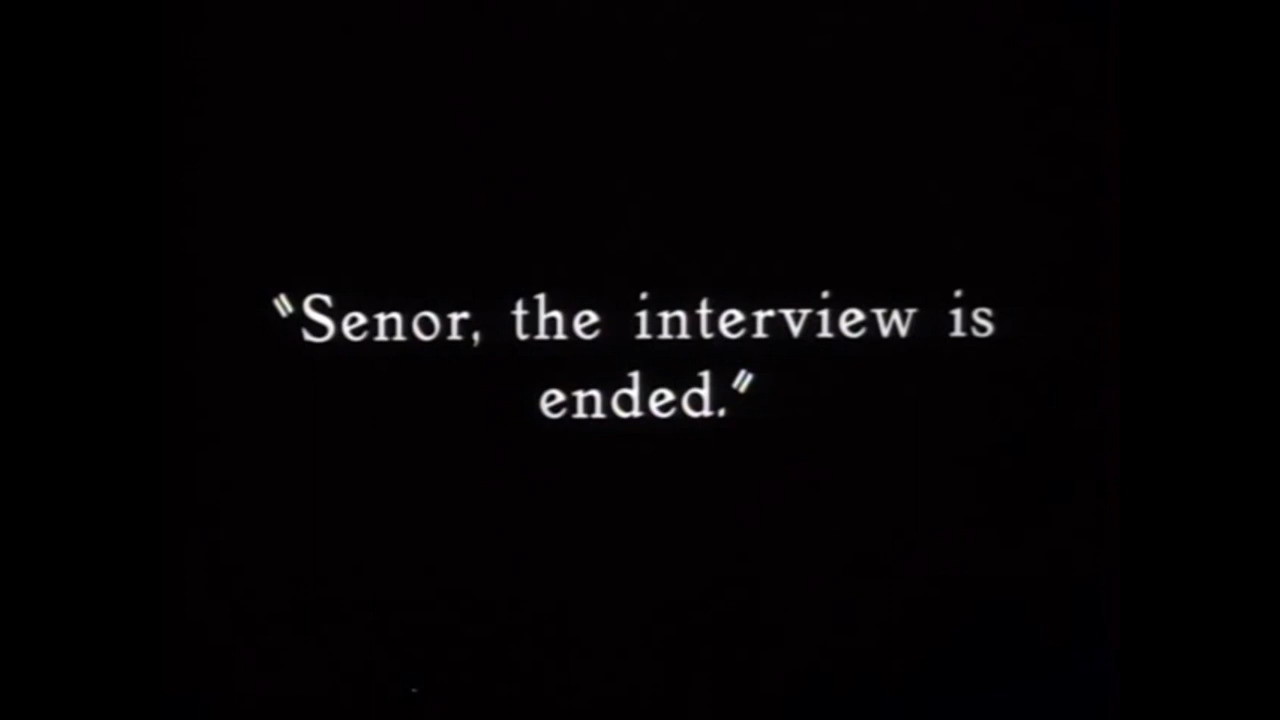 "Senor, the interview is
ended."